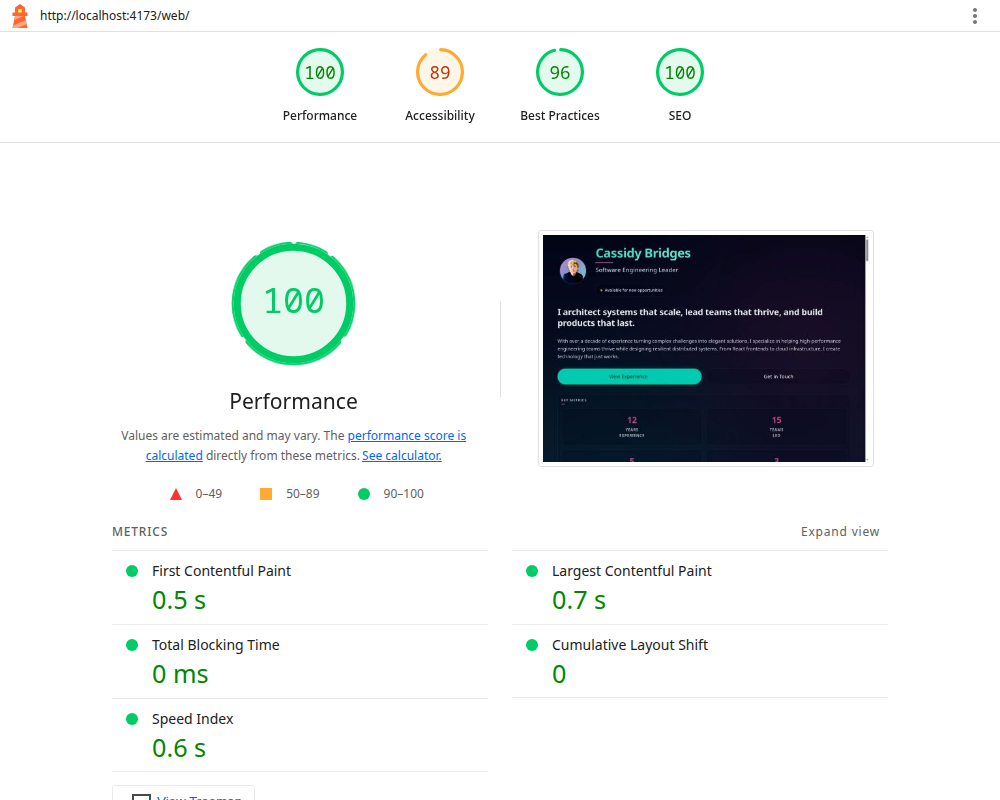 http://localhost:4173/web/
100
89
96
100
Performance
Accessibility
Best Practices
SEO
100
Performance
Values are estimated and may vary. The performance score is
calculated directly from these metrics. See calculator.
0–49
50–89
90–100
Cassidy Bridges
Software Engineering Leader
Available for new opportunities
I architect systems that scale, lead teams that thrive, and build
products that last.
With over a decade of experience turning complex challenges into elegant solutions, I specialize in helping high-performance
engineering teams thrive while designing resilient distributed systems. From React frontends to cloud infrastructure, I create
technology that just works.
View Experience
Get in Touch
KEY METRICS
12
YEARS
EXPERIENCE
15
TEAMS
LED
METRICS
Expand view
First Contentful Paint
0.5 s
Largest Contentful Paint
0.7 s
Total Blocking Time
0 ms
Cumulative Layout Shift
0
Speed Index
0.6 s
View Treemap